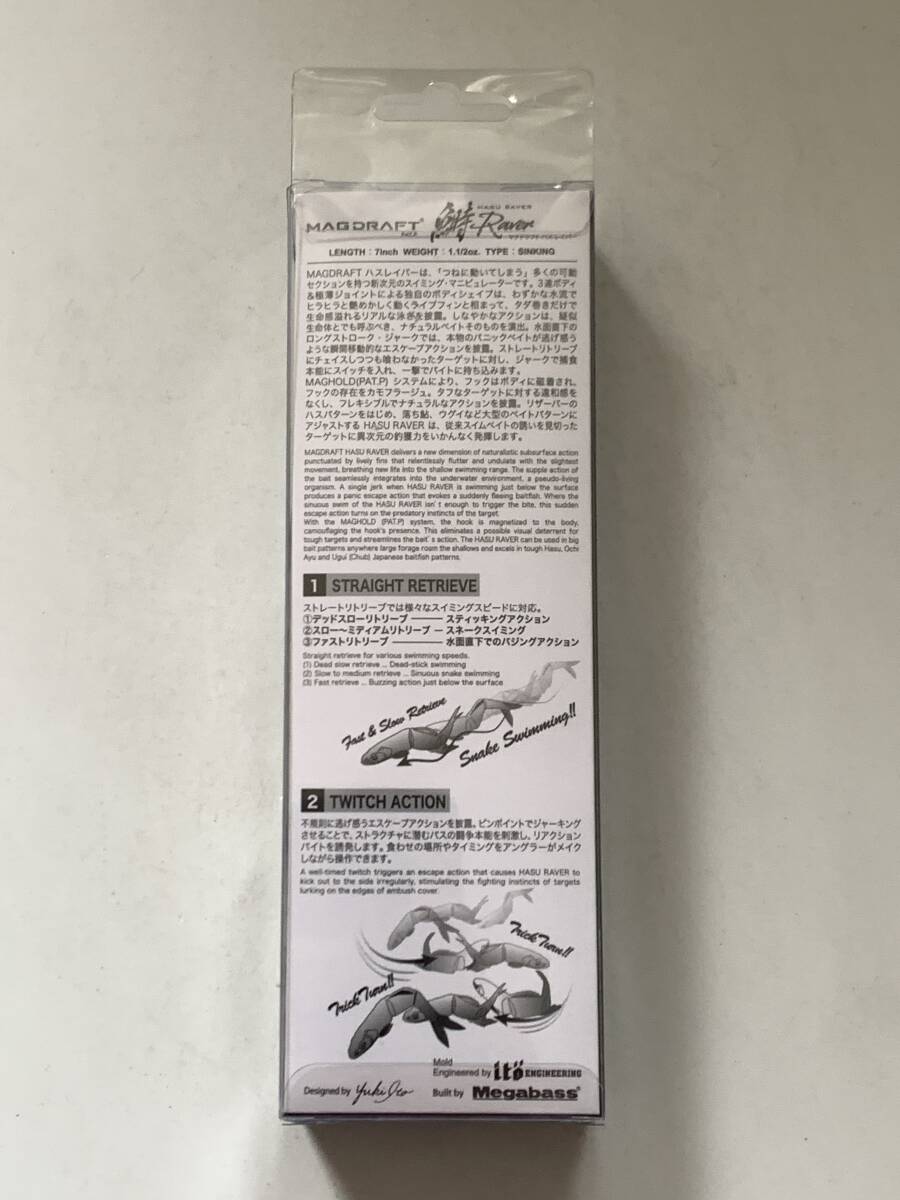 HASU RAVER
MAGDRAFT 鰣 Raver
マグドラフト ハスレイバー
LENGTH : 7inch WEIGHT : 1.1/2oz. TYPE : SINKING
MAGDRAFT ハスレイバーは、「つねに動いてしまう」多くの可動
セクションを持つ新次元のスイミング・マニピュレーターです。3連ボディ
&極薄ジョイントによる独自のボディシェイプは、わずかな水流で
ヒラヒラと艶めかしく動くライブフィンと相まって、タダ巻きだけで
生命感溢れるリアルな泳ぎを披露。しなやかなアクションは、疑似
生命体とでも呼ぶべき、ナチュラルベイトそのものを演出。水面直下の
ロングストローク・ジャークでは、本物のパニックベイトが逃げ惑う
ような瞬間移動的なエスケープアクションを披露。ストレートリトリーブ
にチェイスしつつも喰わなかったターゲットに対し、ジャークで捕食
本能にスイッチを入れ、一撃でバイトに持ち込みます。
MAGHOLD(PAT.P) システムにより、フックはボディに磁着され、
フックの存在をカモフラージュ。タフなターゲットに対する違和感を
なくし、フレキシブルでナチュラルなアクションを披露。リザーバーの
ハスパターンをはじめ、落ち鮎、ウグイなど大型のベイトパターンに
アジャストする HASU RAVER は、従来スイムベイトの誘いを見切った
ターゲットに異次元の釣獲力をいかんなく発揮します。
MAGDRAFT HASU RAVER delivers a new dimension of naturalistic subsurface action
punctuated by lively fins that relentlessly flutter and undulate with the slightest
movement, breathing new life into the shallow swimming range. The supple action of
the bait seamlessly integrates into the underwater environment, a pseudo-living
organism. A single jerk when HASU RAVER is swimming just below the surface
produces a panic escape action that evokes a suddenly fleeing baitfish. Where the
sinuous swim of the HASU RAVER isn't enough to trigger the bite, this sudden
escape action turns on the predatory instincts of the target.
With the MAGHOLD (PAT.P) system, the hook is magnetized to the body,
camouflaging the hook's presence. This eliminates a possible visual deterrent for
tough targets and streamlines the bait's action. The HASU RAVER can be used in big
bait patterns anywhere large forage roam the shallows and excels in tough Hasu, Ochi
Ayu and Ugui (Chub) Japanese baitfish patterns.
1 STRAIGHT RETRIEVE
ストレートリトリーブでは様々なスイミングスピードに対応。
①デッドスローリトリーブ ─── スティッキングアクション
②スロー〜ミディアムリトリーブ ─ スネークスイミング
③ファストリトリーブ ───── 水面直下でのバジングアクション
Straight retrieve for various swimming speeds.
(1) Dead slow retrieve ... Dead-stick swimming
(2) Slow to medium retrieve ... Sinuous snake swimming
(3) Fast retrieve ... Buzzing action just below the surface
Fast & Slow Retrieve
Snake Swimming!!
2 TWITCH ACTION
不規則に逃げ惑うエスケープアクションを披露。ピンポイントでジャーキング
させることで、ストラクチャに潜むバスの闘争本能を刺激し、リアクション
バイトを誘発します。食わせの場所やタイミングをアングラーがメイク
しながら操作できます。
A well-timed twitch triggers an escape action that causes HASU RAVER to
kick out to the side irregularly, stimulating the fighting instincts of targets
lurking on the edges of ambush cover.
Trick Turn!!
Trick Turn!!
Mold
Engineered by Itö ENGINEERING
Designed by Yuki Ito Built by Megabass®